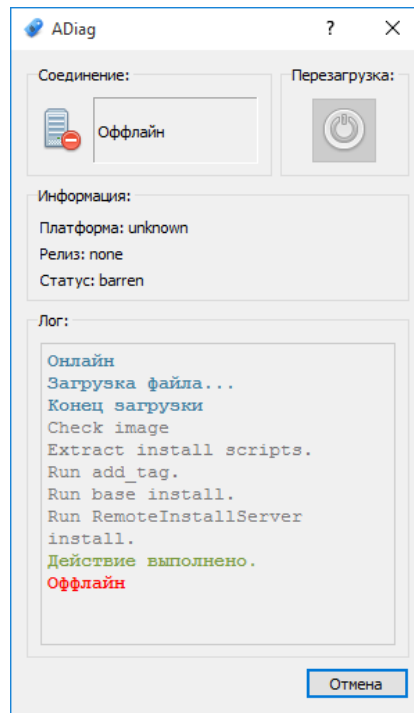 ADiag
Соединение:
Перезагрузка:
Оффлайн
Информация:
Платформа: unknown
Релиз: none
Статус: barren
Лог:
Онлайн
Загрузка файла...
Конец загрузки
Check image
Extract install scripts.
Run add_tag.
Run base install.
Run RemoteInstallServer
install.
Действие выполнено.
Оффлайн
Отмена